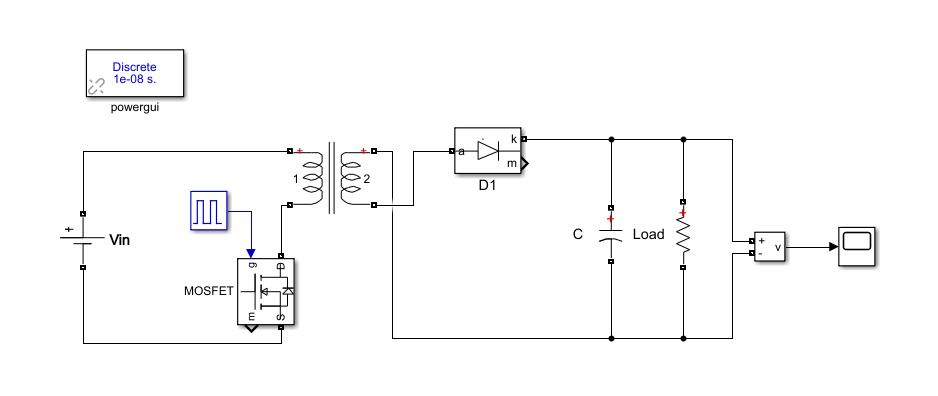 Discrete
1e-08 s.
powergui
+
+
1
2
a
k
m
D1
+
Vin
g
D
MOSFET
m
S
C
+
Load
+
+
-
v